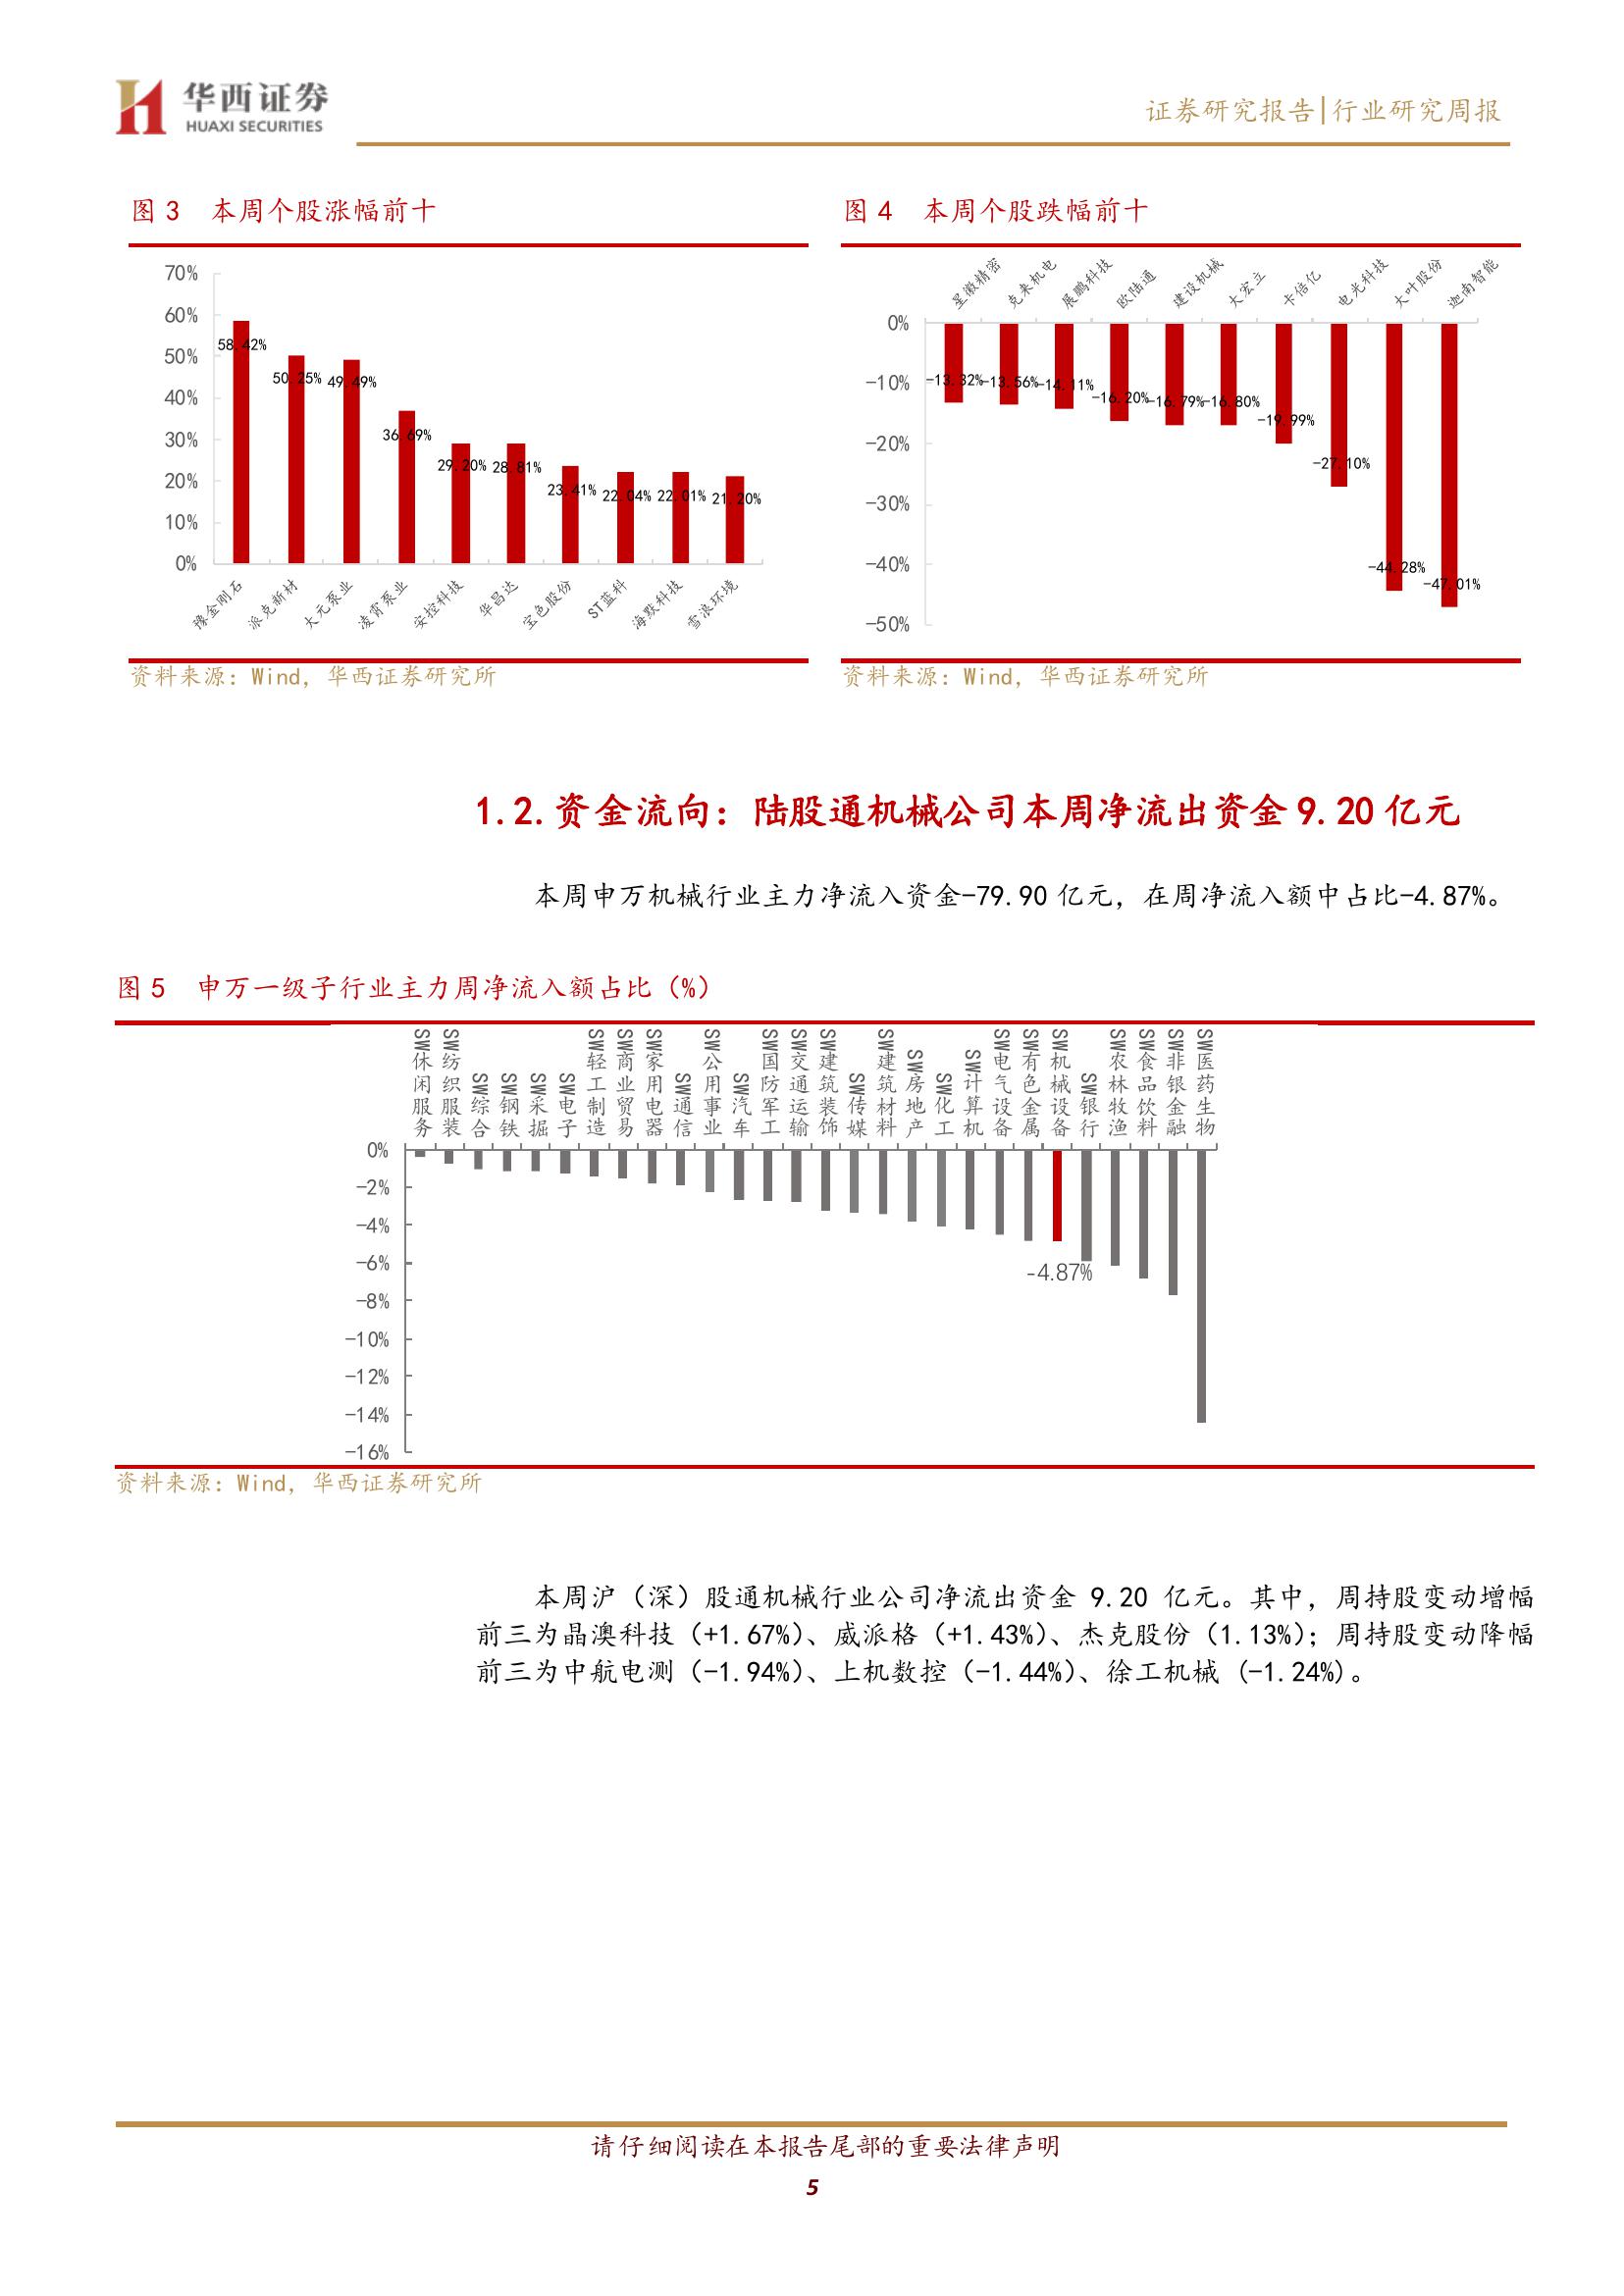 华西证券
HUAXI SECURITIES
证券研究报告|行业研究周报
图 3 本周个股涨幅前十
70%
60%
50%
40%
30%
20%
10%
0%
58.42%
50.25%
49.49%
36.69%
29.20%
28.81%
23.41%
22.04%
22.01%
21.20%
豫金刚石
派克新材
大元泵业
凌霄泵业
安控科技
华昌达
宝色股份
ST蓝科
海默科技
雪浪环境
资料来源：Wind，华西证券研究所
图 4 本周个股跌幅前十
星徽精密
克来机电
展鹏科技
欧陆通
建设机械
大宏立
卡倍亿
电光科技
大叶股份
迦南智能
0%
-10%
-20%
-30%
-40%
-50%
-13.32%
-13.56%
-14.11%
-16.20%
-16.79%
-16.80%
-19.99%
-27.10%
-44.28%
-47.01%
资料来源：Wind，华西证券研究所
1.2.资金流向：陆股通机械公司本周净流出资金 9.20 亿元
本周申万机械行业主力净流入资金-79.90 亿元，在周净流入额中占比-4.87%。
图 5 申万一级子行业主力周净流入额占比（%）
SW休闲服务
SW纺织服装
SW综合
SW钢铁
SW采掘
SW电子
SW轻工制造
SW商业贸易
SW家用电器
SW通信
SW公用事业
SW汽车
SW国防军工
SW交通运输
SW建筑装饰
SW传媒
SW建筑材料
SW房地产
SW化工
SW计算机
SW电气设备
SW有色金属
SW机械设备
SW银行
SW农林牧渔
SW食品饮料
SW非银金融
SW医药生物
0%
-2%
-4%
-6%
-8%
-10%
-12%
-14%
-16%
-4.87%
资料来源：Wind，华西证券研究所
本周沪（深）股通机械行业公司净流出资金 9.20 亿元。其中，周持股变动增幅
前三为晶澳科技（+1.67%）、威派格（+1.43%）、杰克股份（1.13%）；周持股变动降幅
前三为中航电测（-1.94%）、上机数控（-1.44%）、徐工机械（-1.24%）。
请仔细阅读在本报告尾部的重要法律声明
5